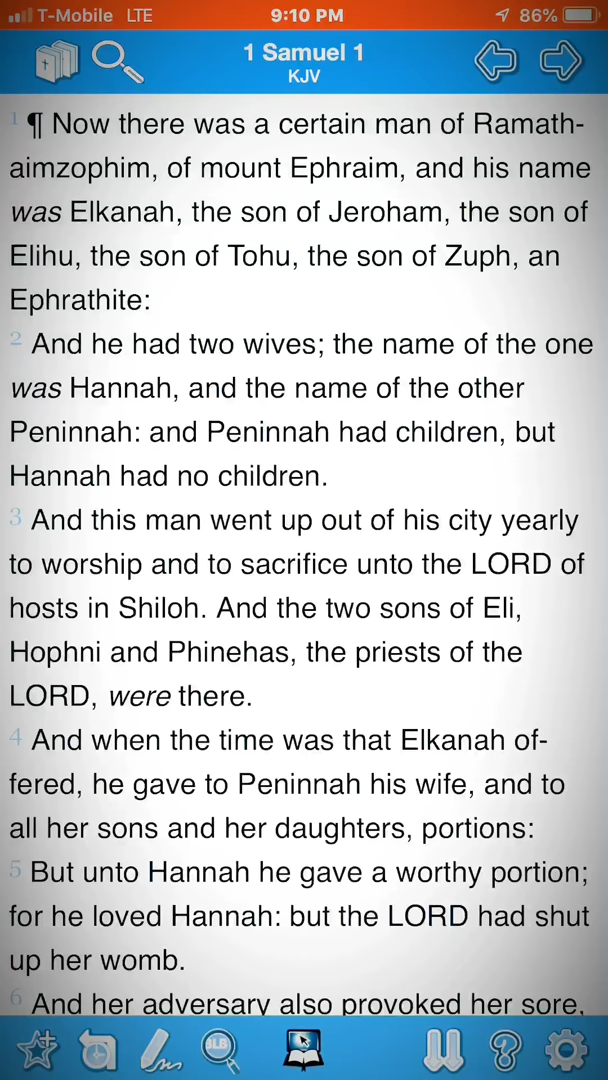 T-Mobile LTE 9:10 PM 86%
1 Samuel 1
KJV
1 ¶ Now there was a certain man of Ramath-
aimzophim, of mount Ephraim, and his name
was Elkanah, the son of Jeroham, the son of
Elihu, the son of Tohu, the son of Zuph, an
Ephrathite:
2 And he had two wives; the name of the one
was Hannah, and the name of the other
Peninnah: and Peninnah had children, but
Hannah had no children.
3 And this man went up out of his city yearly
to worship and to sacrifice unto the LORD of
hosts in Shiloh. And the two sons of Eli,
Hophni and Phinehas, the priests of the
LORD, were there.
4 And when the time was that Elkanah of-
fered, he gave to Peninnah his wife, and to
all her sons and her daughters, portions:
5 But unto Hannah he gave a worthy portion;
for he loved Hannah: but the LORD had shut
up her womb.
6 And her adversary also provoked her sore,
BLB